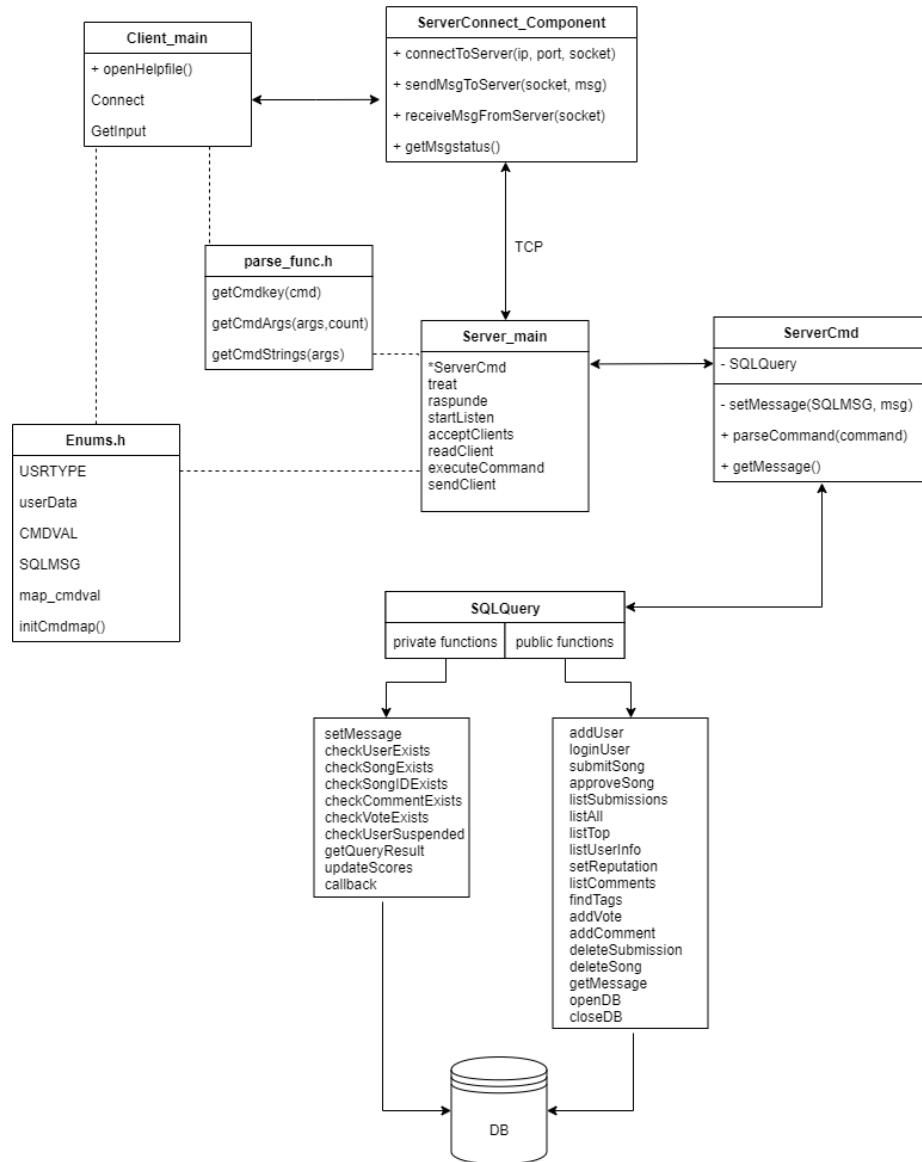 Client_main
+ openHelpfile()
Connect
GetInput
ServerConnect_Component
+ connectToServer(ip, port, socket)
+ sendMsgToServer(socket, msg)
+ receiveMsgFromServer(socket)
+ getMsgstatus()
TCP
parse_func.h
getCmdkey(cmd)
getCmdArgs(args,count)
getCmdStrings(args)
Server_main
*ServerCmd
treat
raspunde
startListen
acceptClients
readClient
executeCommand
sendClient
ServerCmd
- SQLQuery
- setMessage(SQLMSG, msg)
+ parseCommand(command)
+ getMessage()
Enums.h
USRTYPE
userData
CMDVAL
SQLMSG
map_cmdval
initCmdmap()
SQLQuery
private functions
public functions
setMessage
checkUserExists
checkSongExists
checkSongIDExists
checkCommentExists
checkVoteExists
checkUserSuspended
getQueryResult
updateScores
callback
addUser
loginUser
submitSong
approveSong
listSubmissions
listAll
listTop
listUserInfo
setReputation
listComments
findTags
addVote
addComment
deleteSubmission
deleteSong
getMessage
openDB
closeDB
DB